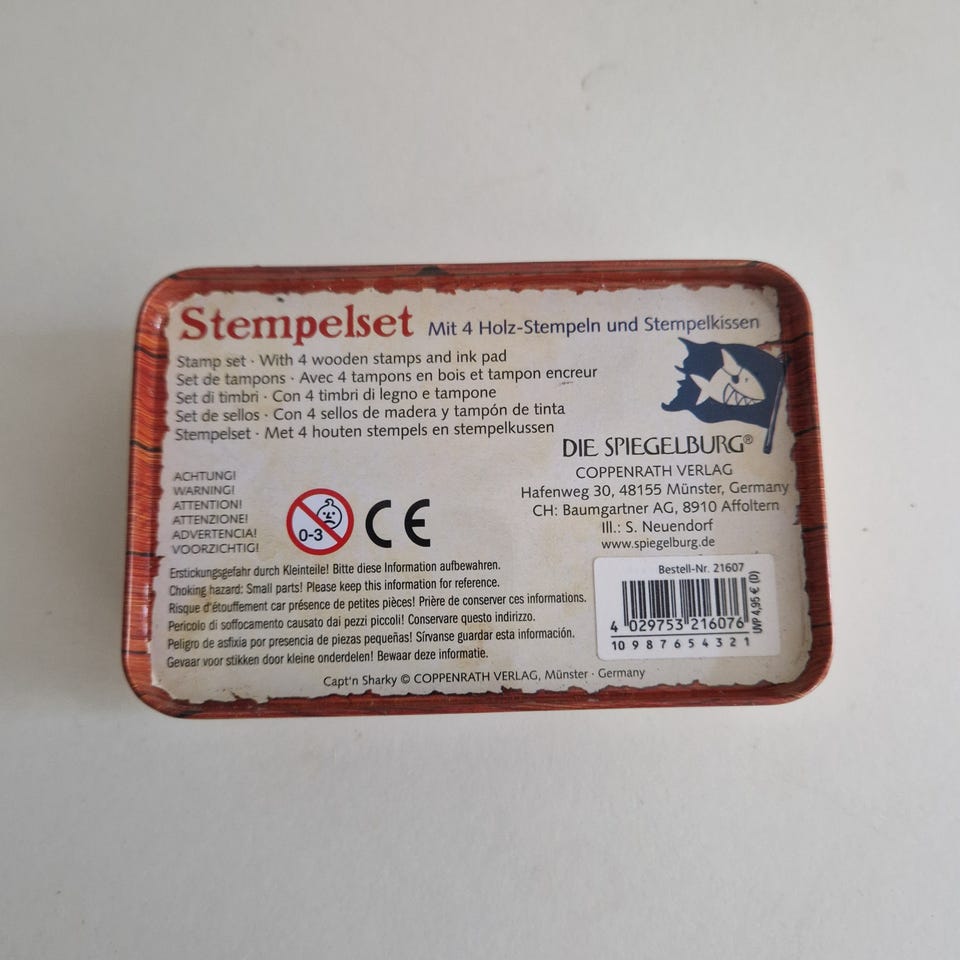 Stempelset Mit 4 Holz-Stempeln und Stempelkissen
Stamp set · With 4 wooden stamps and ink pad
Set de tampons · Avec 4 tampons en bois et tampon encreur
Set di timbri · Con 4 timbri di legno e tampone
Set de sellos · Con 4 sellos de madera y tampón de tinta
Stempelset · Met 4 houten stempels en stempelkussen
DIE SPIEGELBURG®
COPPENRATH VERLAG
Hafenweg 30, 48155 Münster, Germany
CH: Baumgartner AG, 8910 Affoltern
Ill.: S. Neuendorf
www.spiegelburg.de
ACHTUNG!
WARNING!
ATTENTION!
ATTENZIONE!
ADVERTENCIA!
VOORZICHTIG!
0-3
CE
Erstickungsgefahr durch Kleinteile! Bitte diese Information aufbewahren.
Choking hazard: Small parts! Please keep this information for reference.
Risque d'étouffement car présence de petites pièces! Prière de conserver ces informations.
Pericolo di soffocamento causato dai pezzi piccoli! Conservare questo indirizzo.
Peligro de asfixia por presencia de piezas pequeñas! Sírvanse guardar esta información.
Gevaar voor stikken door kleine onderdelen! Bewaar deze informatie.
Bestell-Nr. 21607
4 029753 216076
10 9 8 7 6 5 4 3 2 1
UVP 4,95 € (D)
Capt'n Sharky © COPPENRATH VERLAG, Münster · Germany